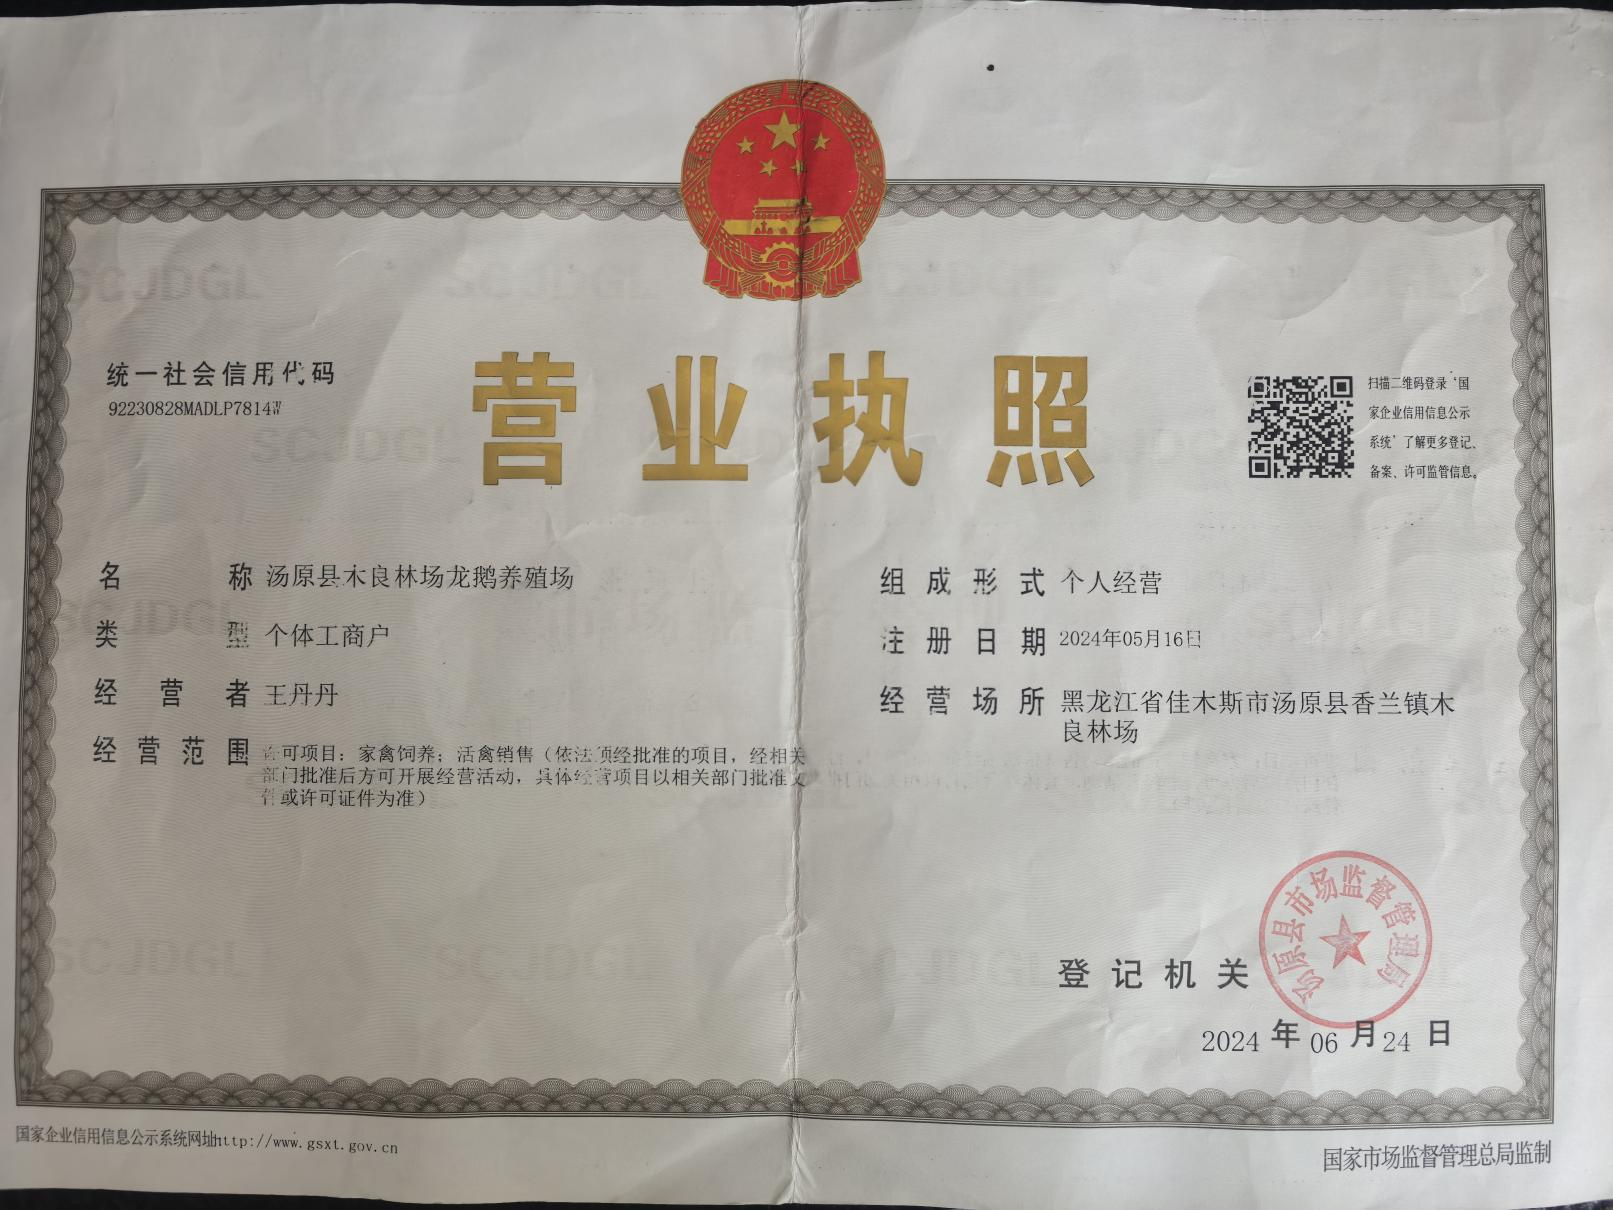 统一社会信用代码
92230828MADLP7814W
营业执照
扫描二维码登录‘国
家企业信用信息公示
系统’了解更多登记、
备案、许可监管信息。
名称 汤原县木良林场龙鹅养殖场
类型 个体工商户
经营者 王丹丹
经营范围 许可项目：家禽饲养；活禽销售（依法须经批准的项目，经相关
部门批准后方可开展经营活动，具体经营项目以相关部门批准文
件或许可证件为准）
组成形式 个人经营
注册日期 2024年05月16日
经营场所 黑龙江省佳木斯市汤原县香兰镇木
良林场
汤原县市场监督管理局
登记机关
2024 年 06 月 24 日
国家企业信用信息公示系统网址http://www.gsxt.gov.cn
国家市场监督管理总局监制
SCJDGL